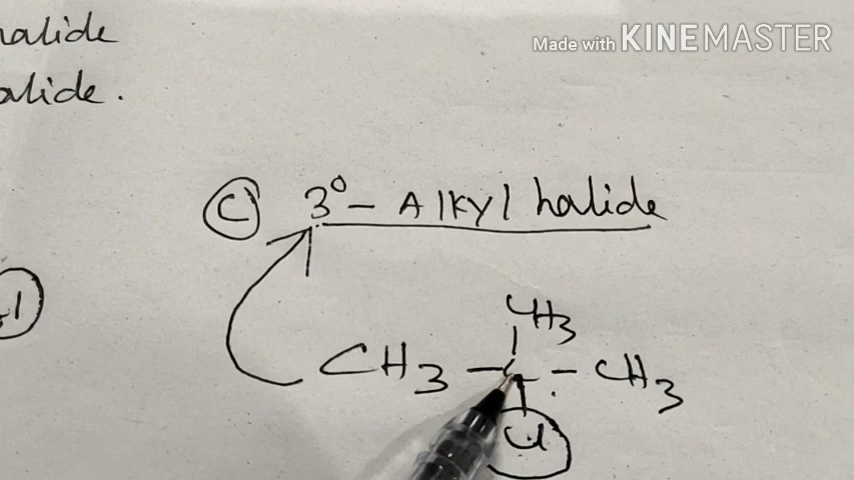 halide
Made with KINEMASTER
alide.
C 3° - Alkyl halide
CH3
CH3 - C - CH3
Cl